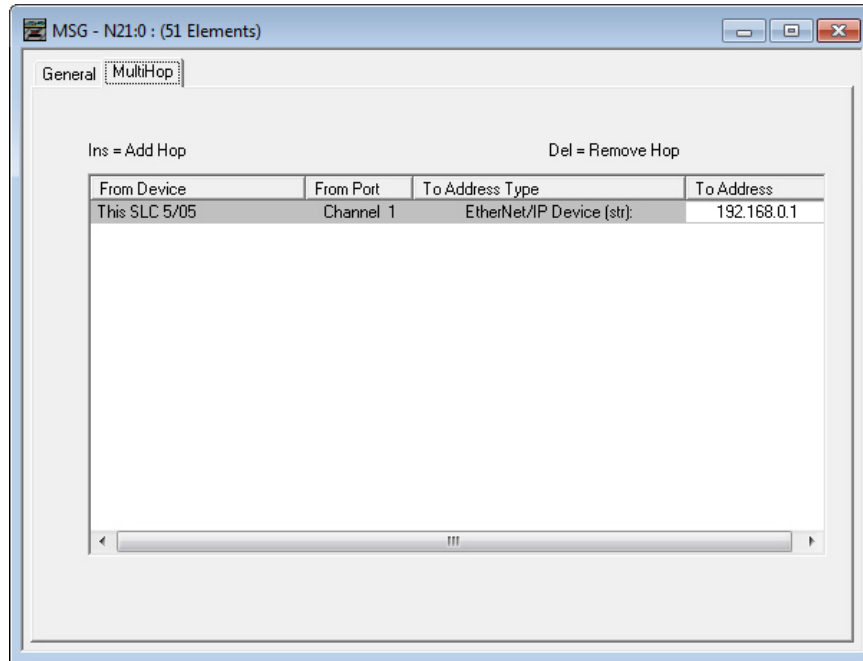 MSG - N21:0 : (51 Elements)
General MultiHop
Ins = Add Hop Del = Remove Hop
From Device From Port To Address Type To Address
This SLC 5/05 Channel 1 EtherNet/IP Device (str): 192.168.0.1